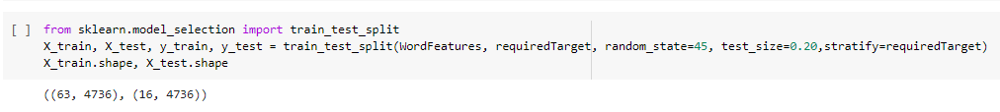 [ ] from sklearn.model_selection import train_test_split
X_train, X_test, y_train, y_test = train_test_split(WordFeatures, requiredTarget, random_state=45, test_size=0.20,stratify=requiredTarget)
X_train.shape, X_test.shape
((63, 4736), (16, 4736))